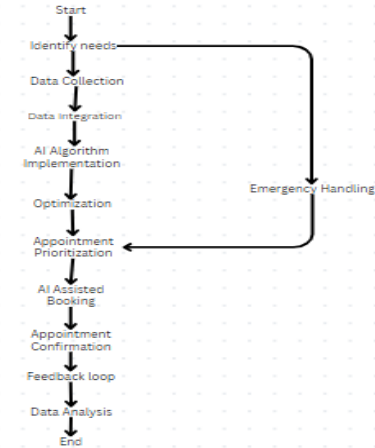 Start
Identify needs
Data Collection
Data Integration
AI Algorithm
Implementation
Emergency Handling
Optimization
Appointment
Prioritization
AI Assisted
Booking
Appointment
Confirmation
Feedback loop
Data Analysis
End